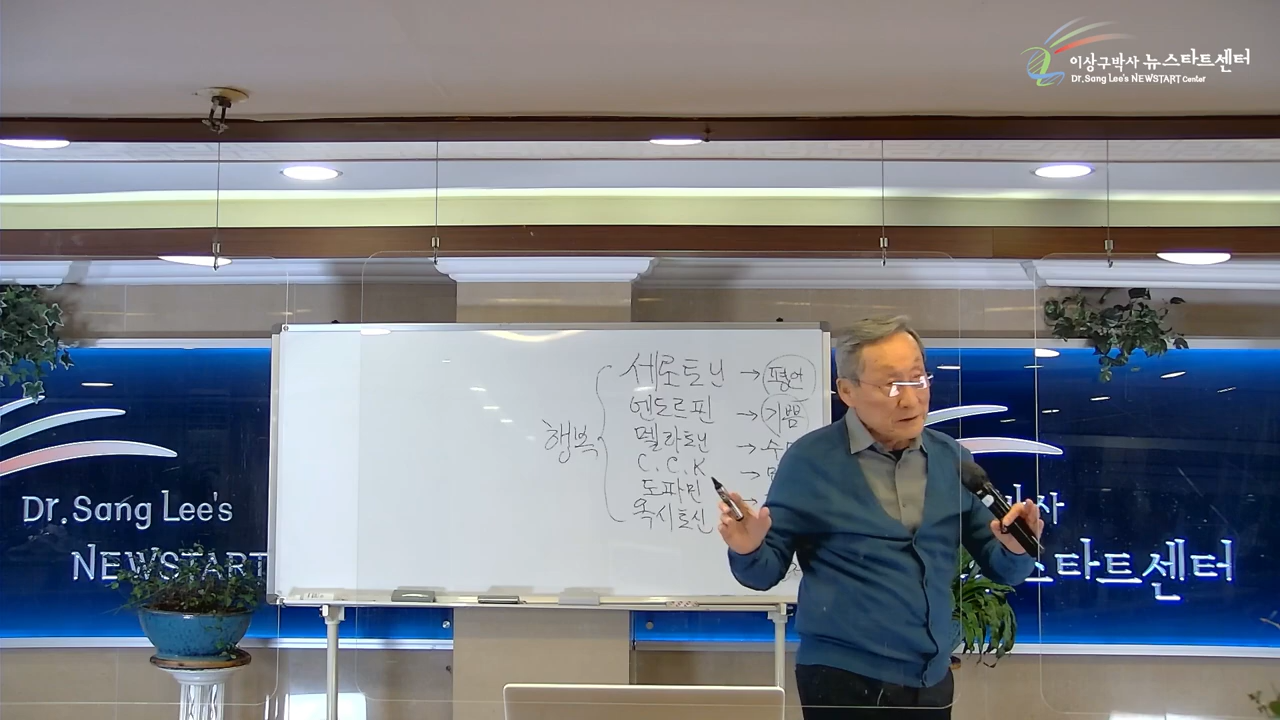 이상구박사 뉴스타트센터
Dr. Sang Lee's NEWSTART Center
세로토닌 → 평안
엔도르핀 → 기쁨
멜라토닌 →
C.C.K →
도파민
옥시토신
행복
Dr. Sang Lee's
NEWSTART
박사
스타트센터